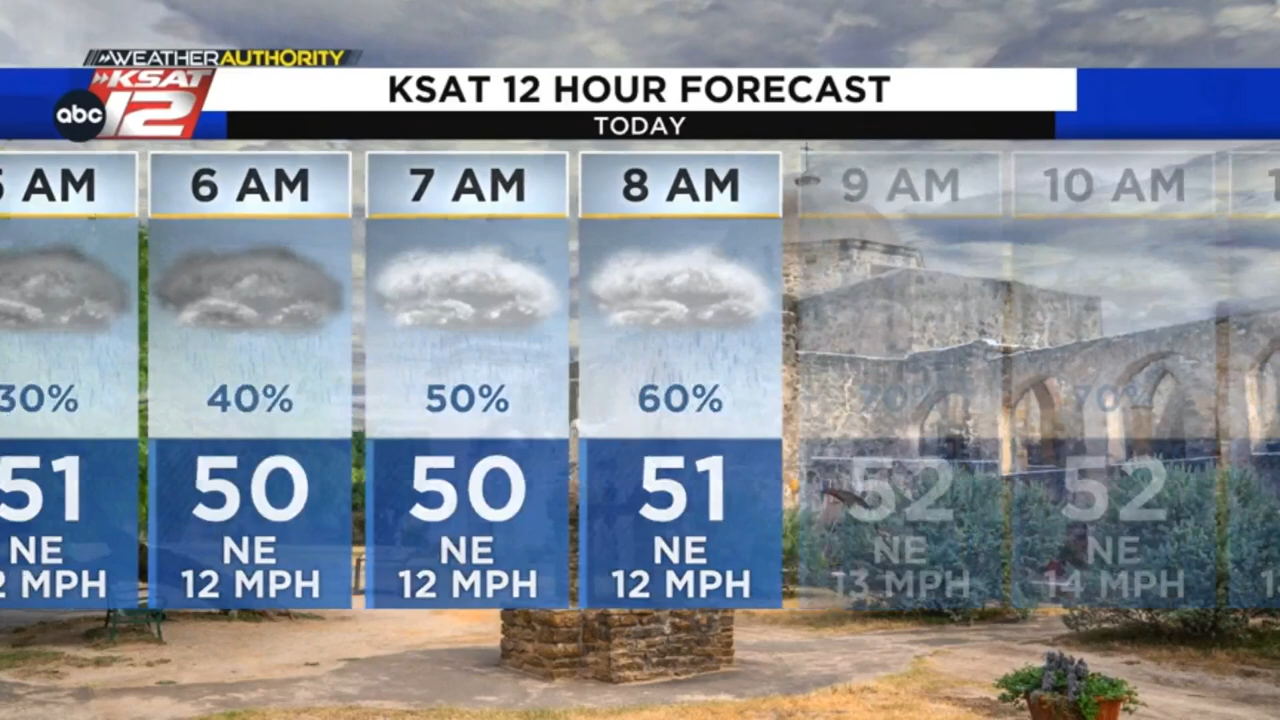 WEATHER AUTHORITY
KSAT
12
abc
KSAT 12 HOUR FORECAST
TODAY
AM 6 AM 7 AM 8 AM 9 AM 10 AM
30% 40% 50% 60% 70% 70%
51 50 50 51 52 52
NE NE NE NE NE NE
MPH 12 MPH 12 MPH 12 MPH 13 MPH 14 MPH